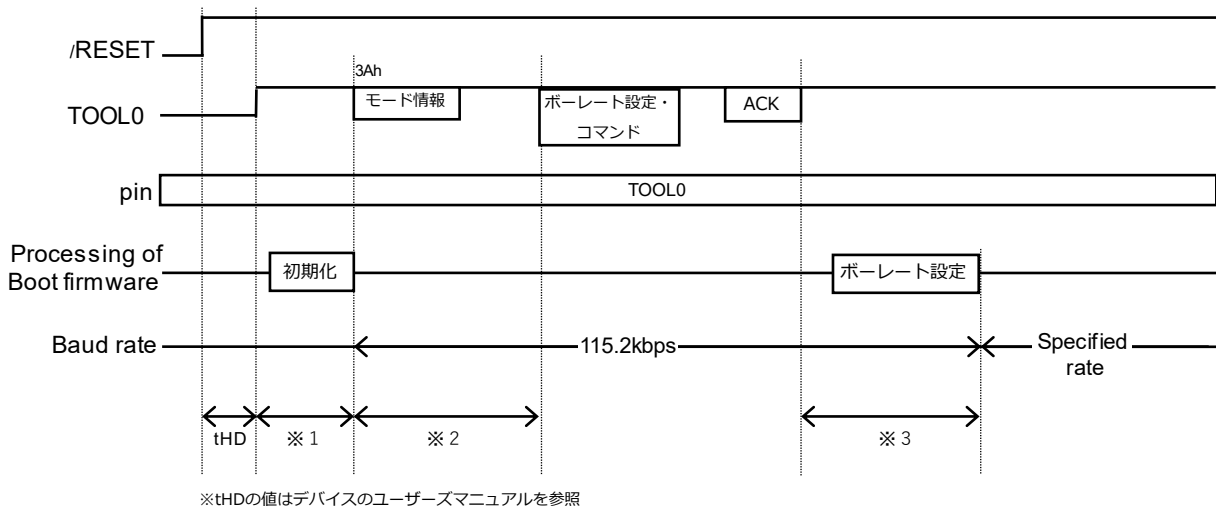 /RESET
3Ah
TOOL0
モード情報
ボーレート設定・
コマンド
ACK
pin
TOOL0
Processing of
Boot firmware
初期化
ボーレート設定
Baud rate
115.2kbps
Specified
rate
tHD
※1
※2
※3
※tHDの値はデバイスのユーザーズマニュアルを参照